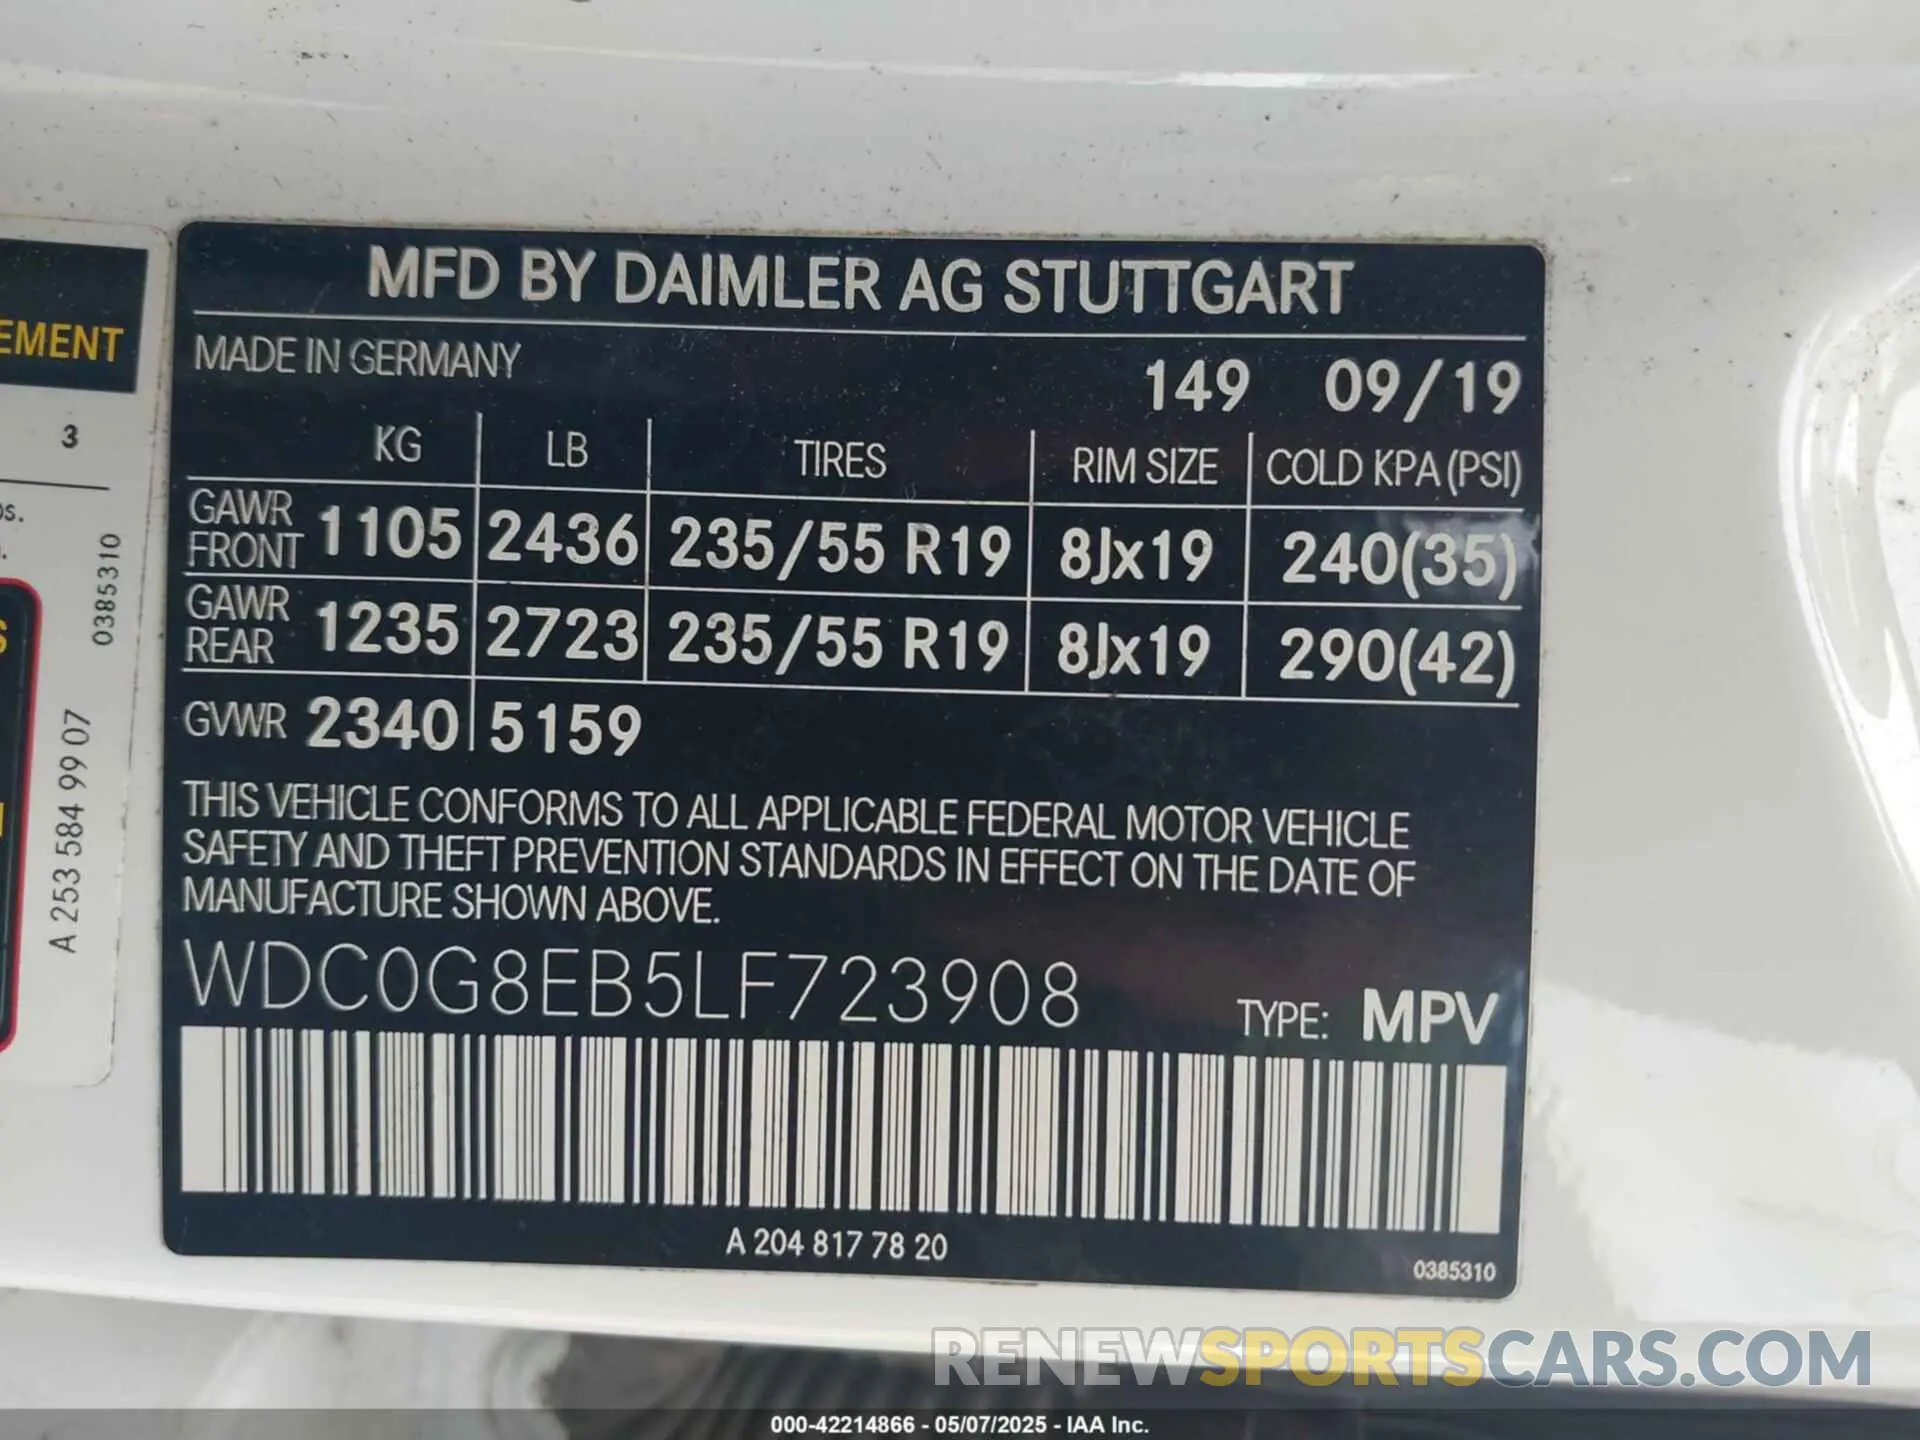 EMENT
3
os.
0385310
A 253 584 99 07
S
MFD BY DAIMLER AG STUTTGART
MADE IN GERMANY 149 09/19
KG LB TIRES RIM SIZE COLD KPA (PSI)
GAWR FRONT 1105 2436 235/55 R19 8Jx19 240(35)
GAWR REAR 1235 2723 235/55 R19 8Jx19 290(42)
GVWR 2340 5159
THIS VEHICLE CONFORMS TO ALL APPLICABLE FEDERAL MOTOR VEHICLE
SAFETY AND THEFT PREVENTION STANDARDS IN EFFECT ON THE DATE OF
MANUFACTURE SHOWN ABOVE.
WDC0G8EB5LF723908 TYPE: MPV
A 204 817 78 20
0385310
RENEWSPORTSCARS.COM
000-42214866 - 05/07/2025 - IAA Inc.